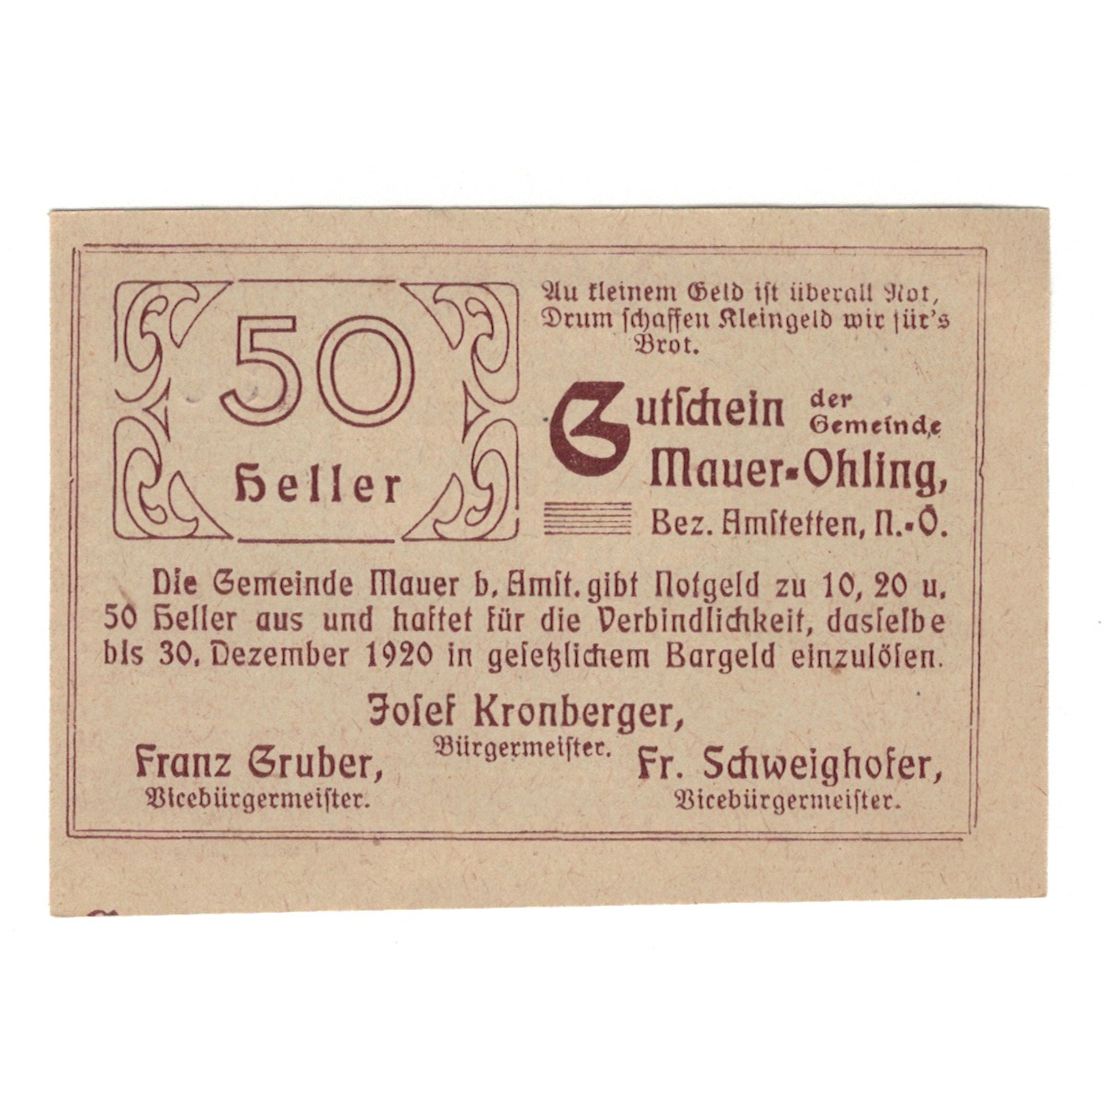 50
Heller
Au kleinem Geld ist überall Not,
Drum schaffen Kleingeld wir für's
Brot.
Gutschein der
Gemeinde
Mauer-Ohling,
Bez. Amstetten, N.-Ö.
Die Gemeinde Mauer b. Amst. gibt Notgeld zu 10, 20 u.
50 Heller aus und haftet für die Verbindlichkeit, dasselbe
bis 30. Dezember 1920 in gesetzlichem Bargeld einzulösen.
Josef Kronberger,
Bürgermeister.
Franz Gruber,
Vicebürgermeister.
Fr. Schweighofer,
Vicebürgermeister.